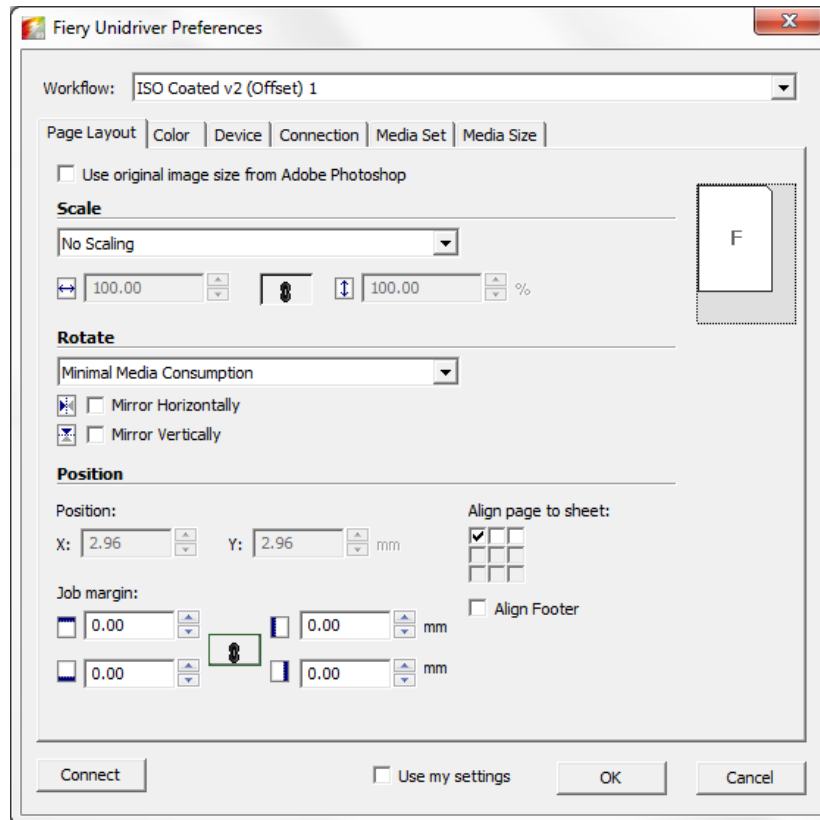 Fiery Unidriver Preferences
Workflow: ISO Coated v2 (Offset) 1
Page Layout Color Device Connection Media Set Media Size
Use original image size from Adobe Photoshop
Scale
No Scaling
F
100.00 100.00 %
Rotate
Minimal Media Consumption
Mirror Horizontally
Mirror Vertically
Position
Position: Align page to sheet:
X: 2.96 Y: 2.96 mm
Job margin:
Align Footer
0.00 0.00 mm
0.00 0.00 mm
Connect Use my settings OK Cancel